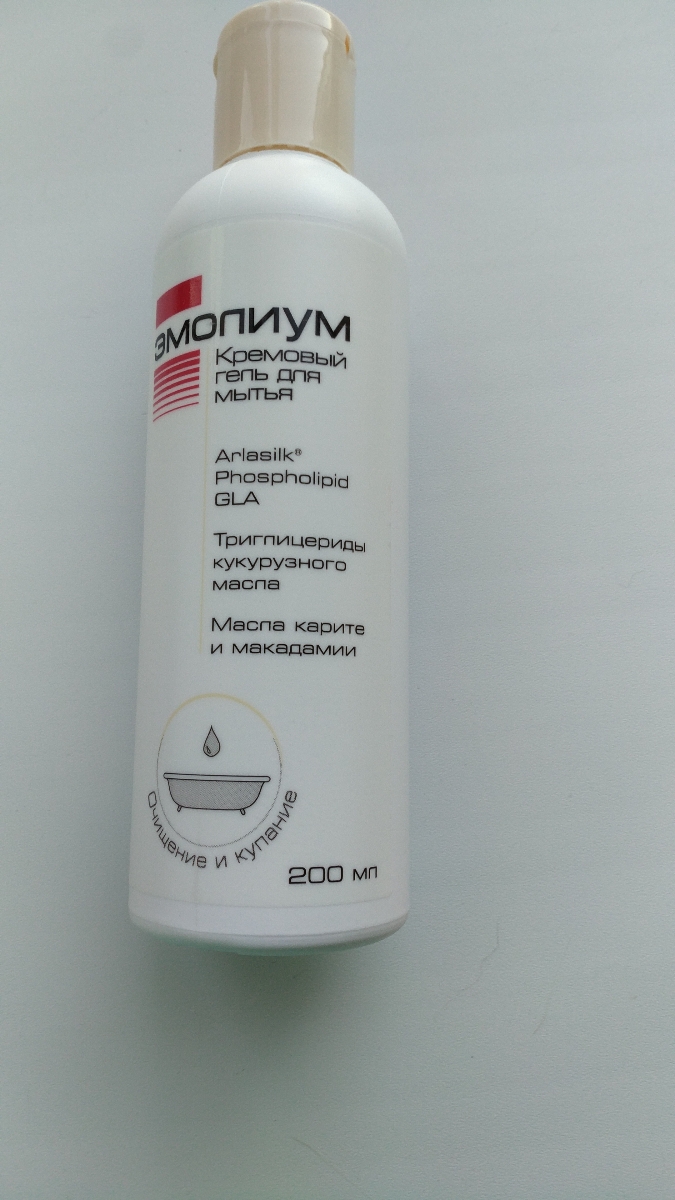 эмолиум
Кремовый
гель для
мытья
Arlasilk®
Phospholipid
GLA
Триглицериды
кукурузного
масла
Масла карите
и макадамии
Очищение и купание
200 мл